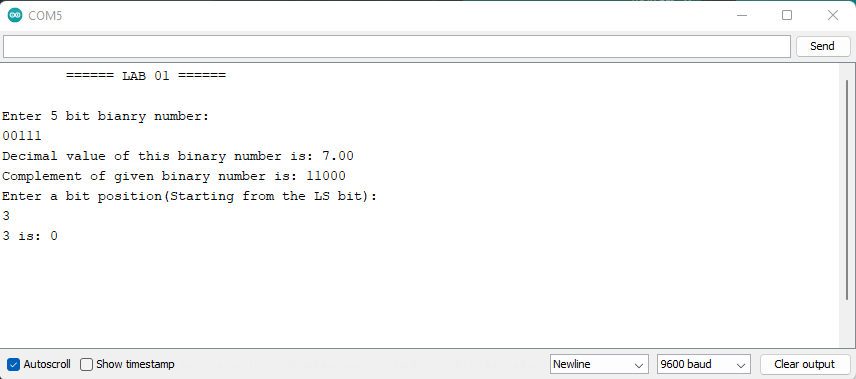 COM5
Send
====== LAB 01 ======
Enter 5 bit bianry number:
00111
Decimal value of this binary number is: 7.00
Complement of given binary number is: 11000
Enter a bit position(Starting from the LS bit):
3
3 is: 0
Autoscroll Show timestamp Newline 9600 baud Clear output